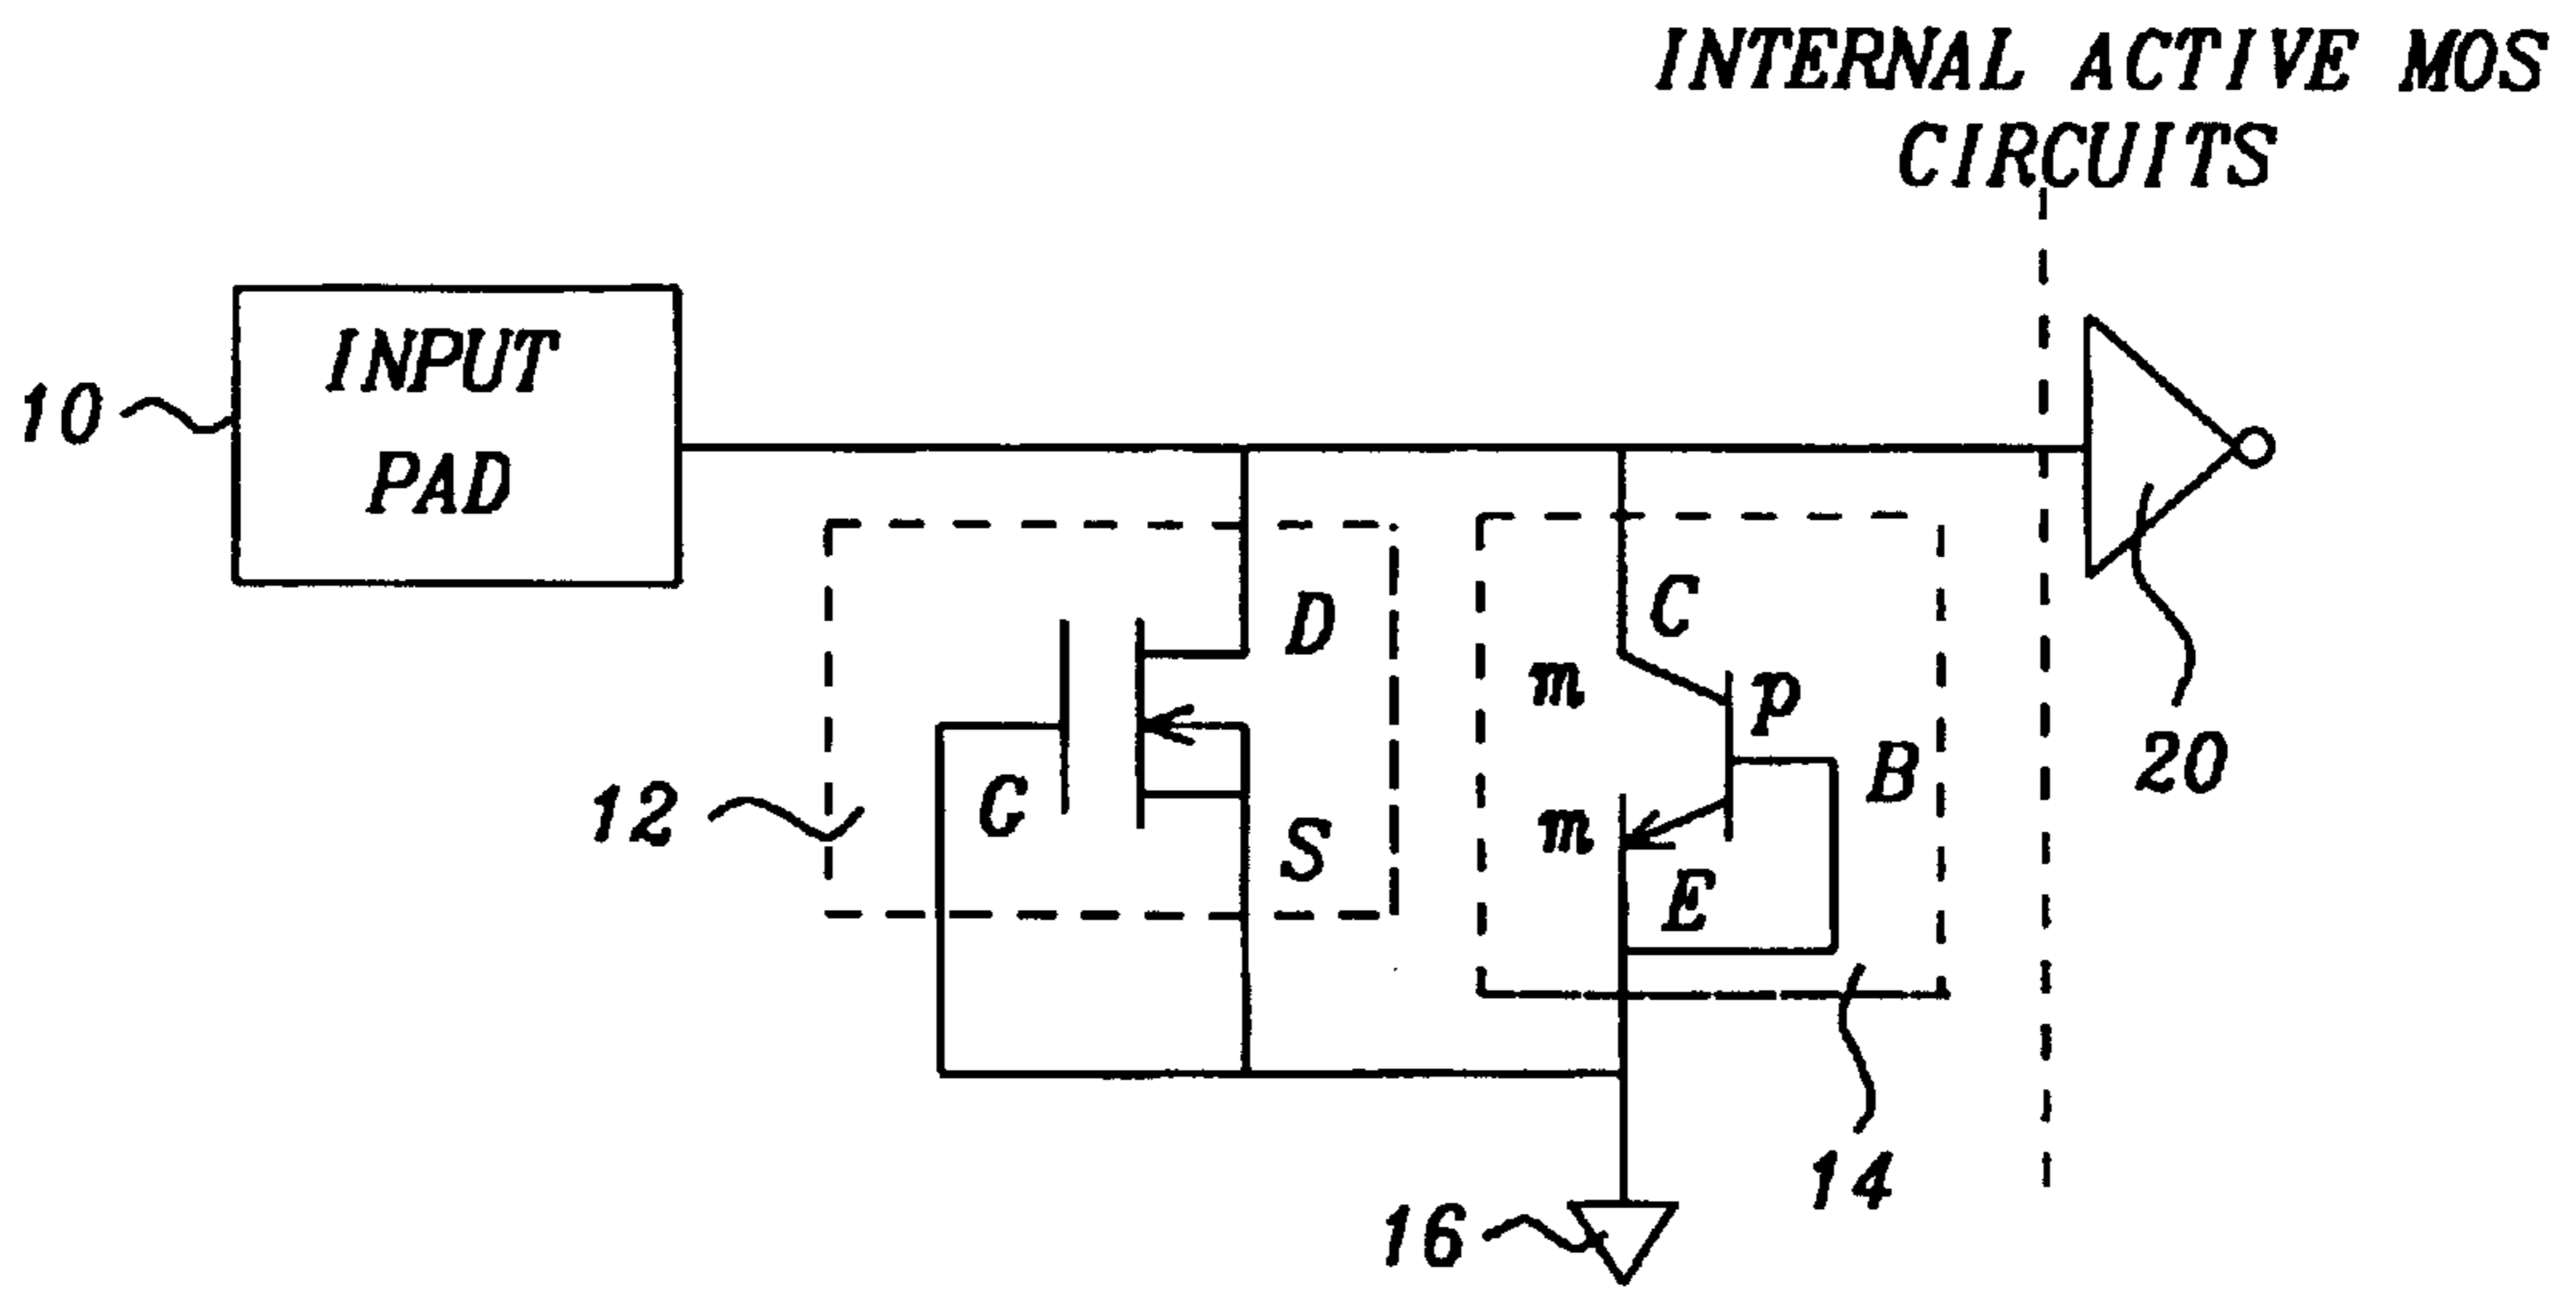 INTERNAL ACTIVE MOS
CIRCUITS
INPUT
PAD
10
D
C
m
p
12
G
S
m
E
B
20
14
16